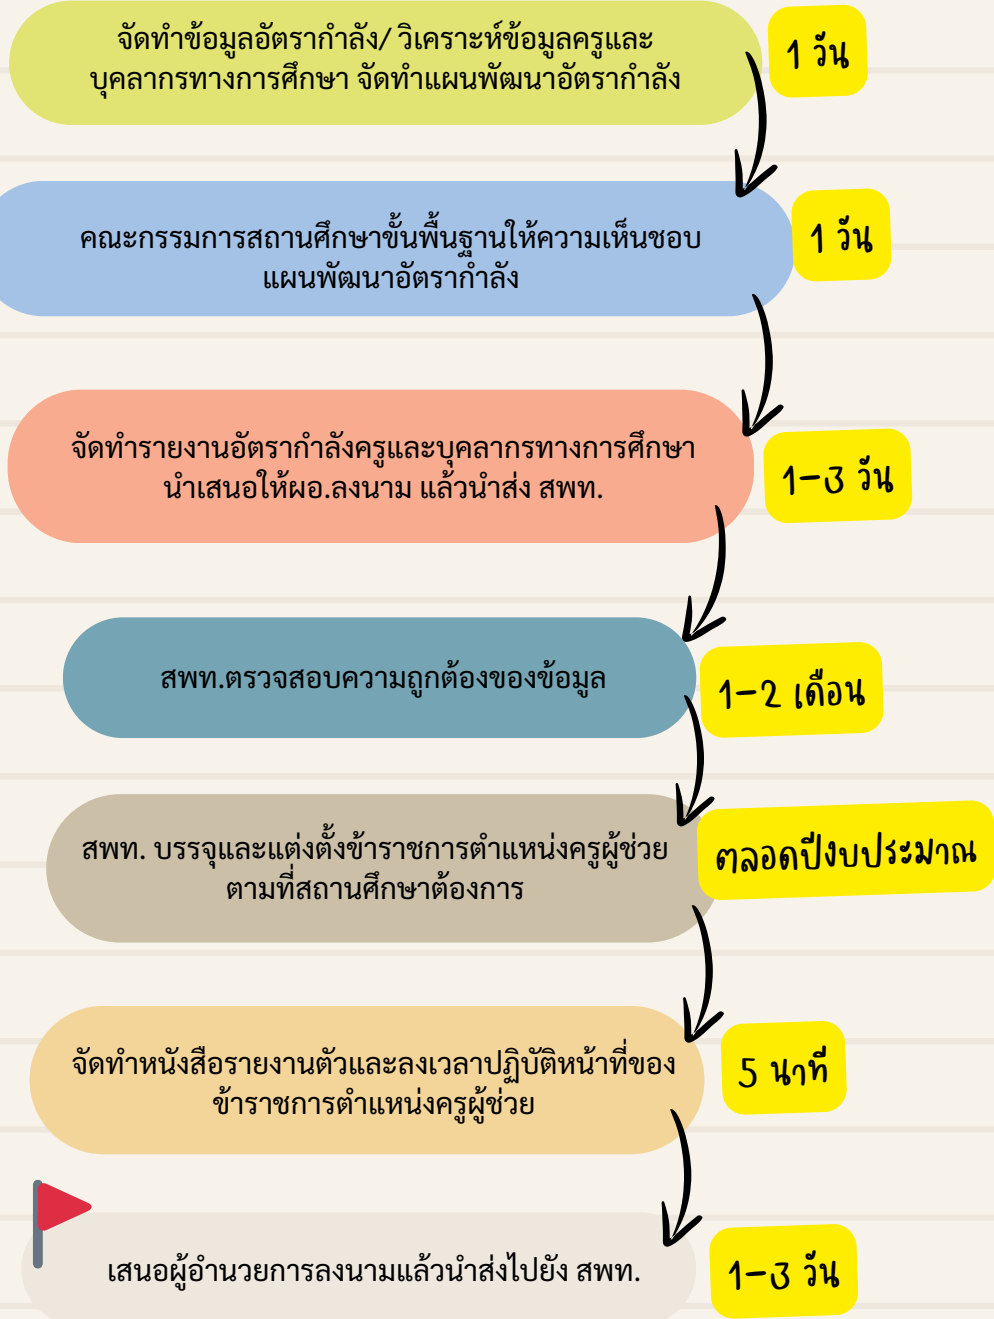 จัดทำข้อมูลอัตรากำลัง/ วิเคราะห์ข้อมูลครูและ
บุคลากรทางการศึกษา จัดทำแผนพัฒนาอัตรากำลัง
1 วัน
คณะกรรมการสถานศึกษาขั้นพื้นฐานให้ความเห็นชอบ
แผนพัฒนาอัตรากำลัง
1 วัน
จัดทำรายงานอัตรากำลังครูและบุคลากรทางการศึกษา
นำเสนอให้ผอ.ลงนาม แล้วนำส่ง สพท.
1-3 วัน
สพท.ตรวจสอบความถูกต้องของข้อมูล
1-2 เดือน
สพท. บรรจุและแต่งตั้งข้าราชการตำแหน่งครูผู้ช่วย
ตามที่สถานศึกษาต้องการ
ตลอดปีงบประมาณ
จัดทำหนังสือรายงานตัวและลงเวลาปฏิบัติหน้าที่ของ
ข้าราชการตำแหน่งครูผู้ช่วย
5 นาที
เสนอผู้อำนวยการลงนามแล้วนำส่งไปยัง สพท.
1-3 วัน